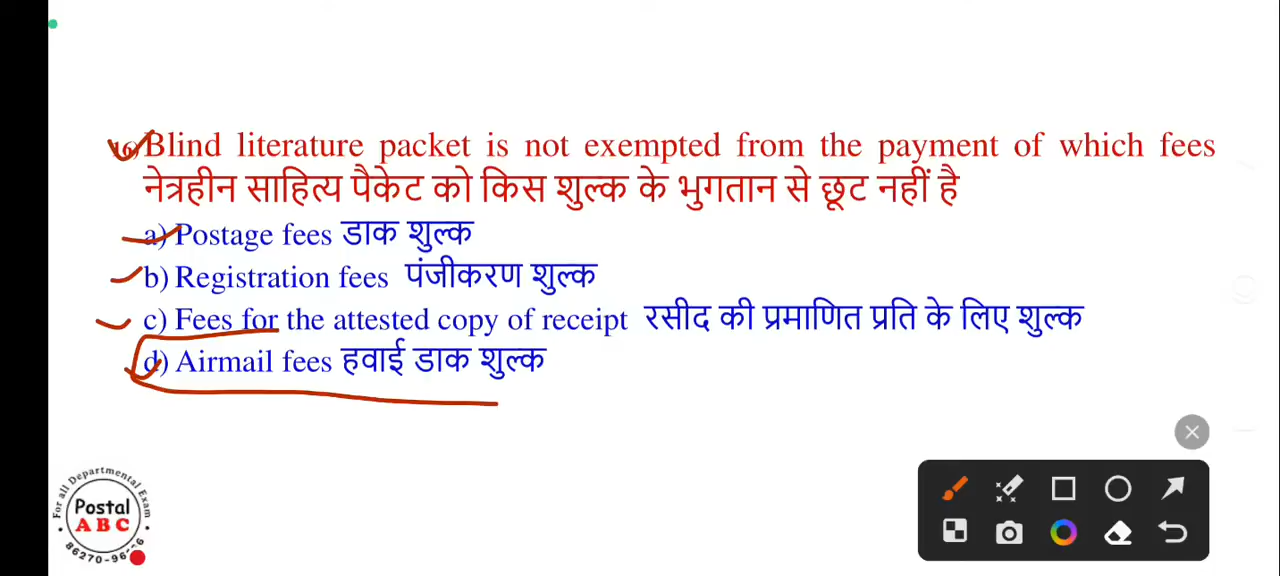 16) Blind literature packet is not exempted from the payment of which fees
नेत्रहीन साहित्य पैकेट को किस शुल्क के भुगतान से छूट नहीं है
a) Postage fees डाक शुल्क
b) Registration fees पंजीकरण शुल्क
c) Fees for the attested copy of receipt रसीद की प्रमाणित प्रति के लिए शुल्क
d) Airmail fees हवाई डाक शुल्क
For all Departmental Exam
Postal
ABC